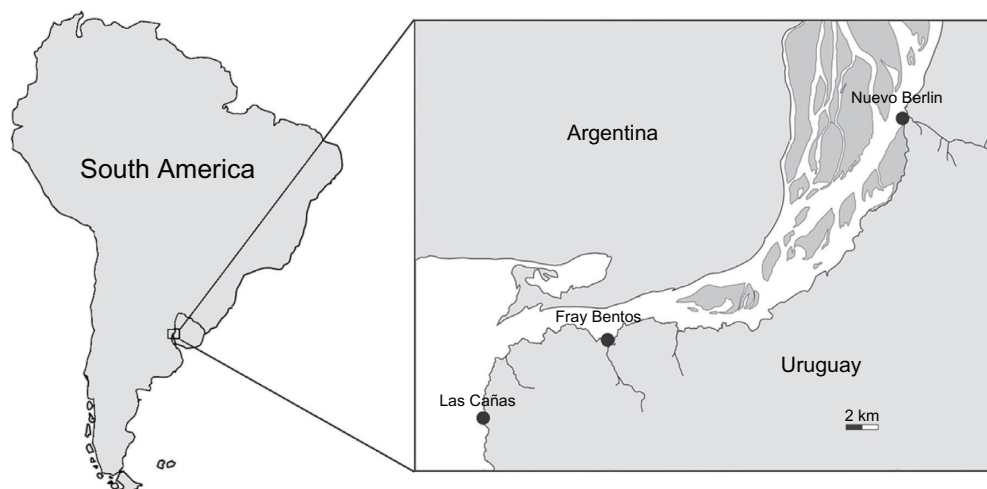 South America
Argentina
Nuevo Berlin
Fray Bentos
Uruguay
Las Cañas
2 km